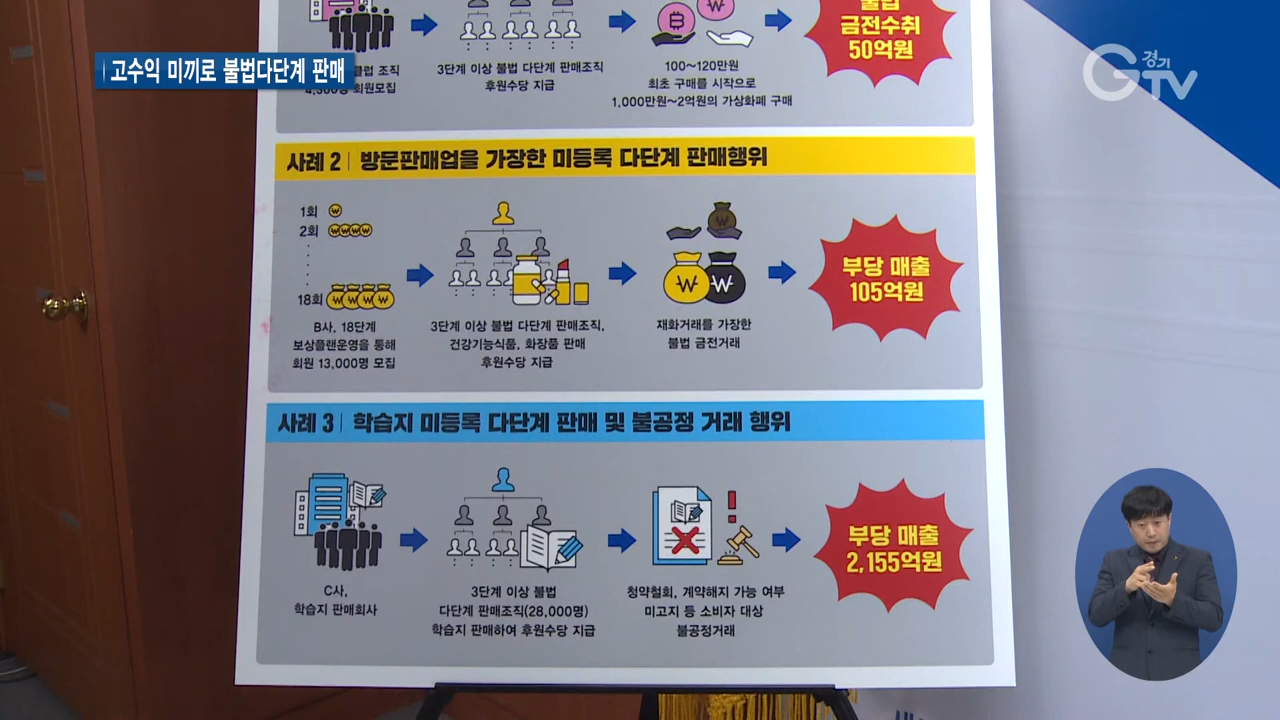 고수익 미끼로 불법다단계 판매
경기
GTV
클럽 조직
4,300명 회원모집
3단계 이상 불법 다단계 판매조직
후원수당 지급
100~120만원
최초 구매를 시작으로
1,000만원~2억원의 가상화폐 구매
불법
금전수취
50억원
사례 2 | 방문판매업을 가장한 미등록 다단계 판매행위
1회
2회
18회
B사, 18단계
보상플랜운영을 통해
회원 13,000명 모집
3단계 이상 불법 다단계 판매조직,
건강기능식품, 화장품 판매
후원수당 지급
재화거래를 가장한
불법 금전거래
부당 매출
105억원
사례 3 | 학습지 미등록 다단계 판매 및 불공정 거래 행위
C사,
학습지 판매회사
3단계 이상 불법
다단계 판매조직(28,000명)
학습지 판매하여 후원수당 지급
청약철회, 계약해지 가능 여부
미고지 등 소비자 대상
불공정거래
부당 매출
2,155억원